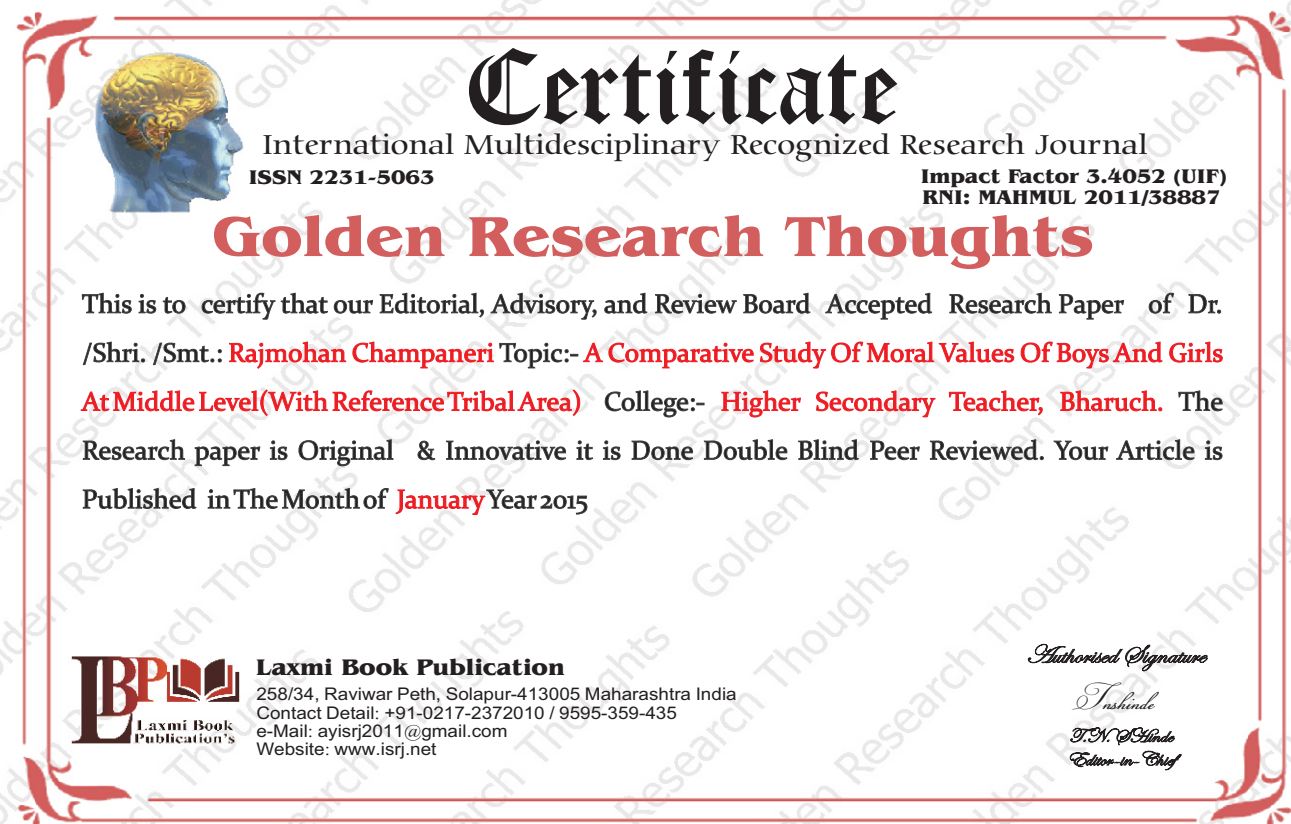 Certificate
International Multidesciplinary Recognized Research Journal
ISSN 2231-5063
Impact Factor 3.4052 (UIF)
RNI: MAHMUL 2011/38887
Golden Research Thoughts
This is to certify that our Editorial, Advisory, and Review Board Accepted Research Paper of Dr.
/Shri. /Smt.: Rajmohan Champaneri Topic:- A Comparative Study Of Moral Values Of Boys And Girls
At Middle Level(With Reference Tribal Area) College:- Higher Secondary Teacher, Bharuch. The
Research paper is Original & Innovative it is Done Double Blind Peer Reviewed. Your Article is
Published in The Month of January Year 2015
LBP
Laxmi Book
Publication's
Laxmi Book Publication
258/34, Raviwar Peth, Solapur-413005 Maharashtra India
Contact Detail: +91-0217-2372010 / 9595-359-435
e-Mail: ayisrj2011@gmail.com
Website: www.isrj.net
Authorised Signature
Tnshinde
T.N. SHinde
Editor-in-Chief
Golden Research Thoughts